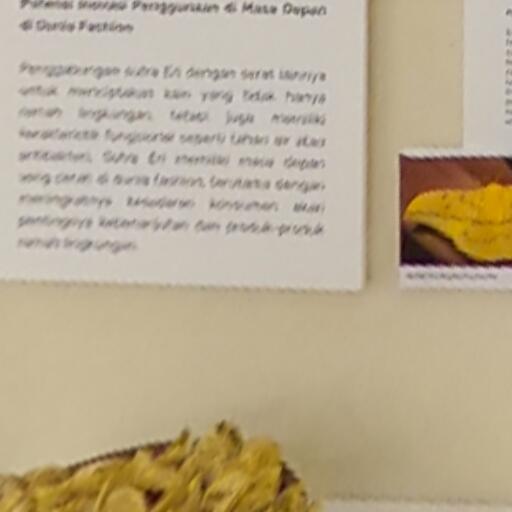 Potensi Inovasi Penggunaan di Masa Depan
di Dunia Fashion
Penggabungan sutra Eri dengan serat lainnya
untuk menciptakan kain yang tidak hanya
ramah lingkungan, tetapi juga memiliki
karakteristik fungsional seperti tahan air atau
antibakteri. Sutra Eri memiliki masa depan
yang cerah di dunia fashion, terutama dengan
meningkatnya kesadaran konsumen akan
pentingnya keberlanjutan dan produk-produk
ramah lingkungan.